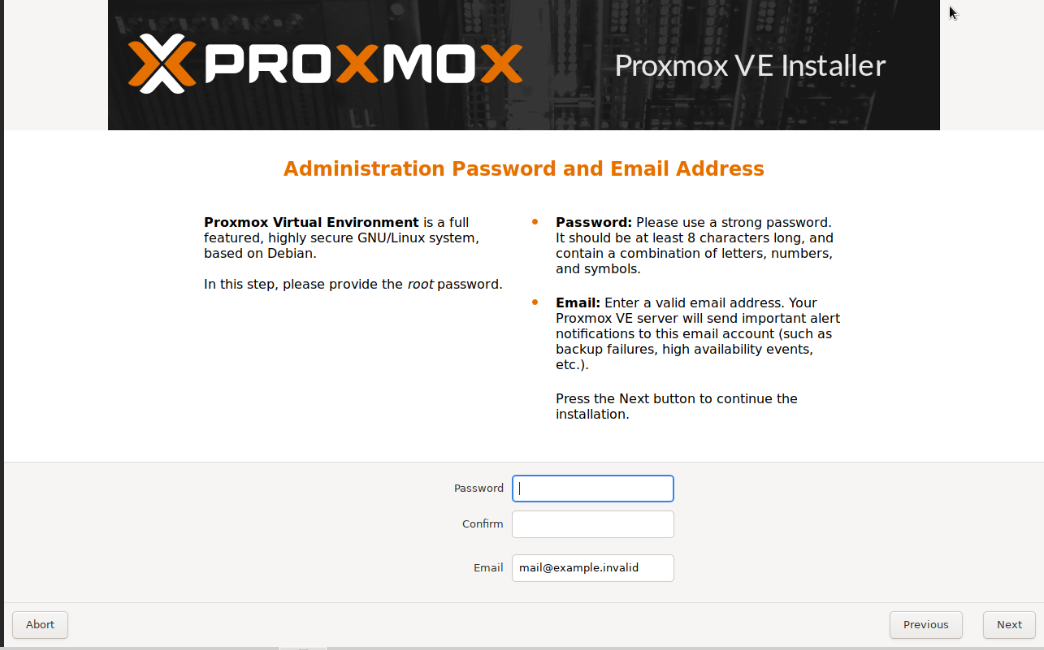 PROXMOX
Proxmox VE Installer
Administration Password and Email Address
Proxmox Virtual Environment is a full
featured, highly secure GNU/Linux system,
based on Debian.
In this step, please provide the root password.
• Password: Please use a strong password.
It should be at least 8 characters long, and
contain a combination of letters, numbers,
and symbols.
• Email: Enter a valid email address. Your
Proxmox VE server will send important alert
notifications to this email account (such as
backup failures, high availability events,
etc.).
Press the Next button to continue the
installation.
Password
Confirm
Email mail@example.invalid
Abort Previous Next